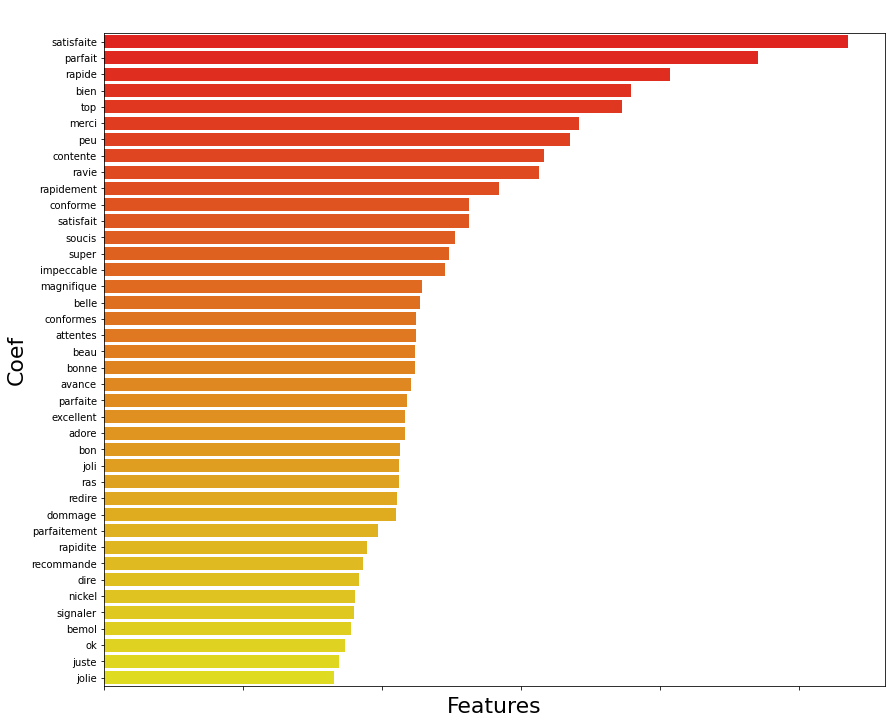 satisfaite
parfait
rapide
bien
top
merci
peu
contente
ravie
rapidement
conforme
satisfait
soucis
super
impeccable
magnifique
belle
conformes
attentes
beau
bonne
avance
parfaite
excellent
adore
bon
joli
ras
redire
dommage
parfaitement
rapidite
recommande
dire
nickel
signaler
bemol
ok
juste
jolie
Coef
Features